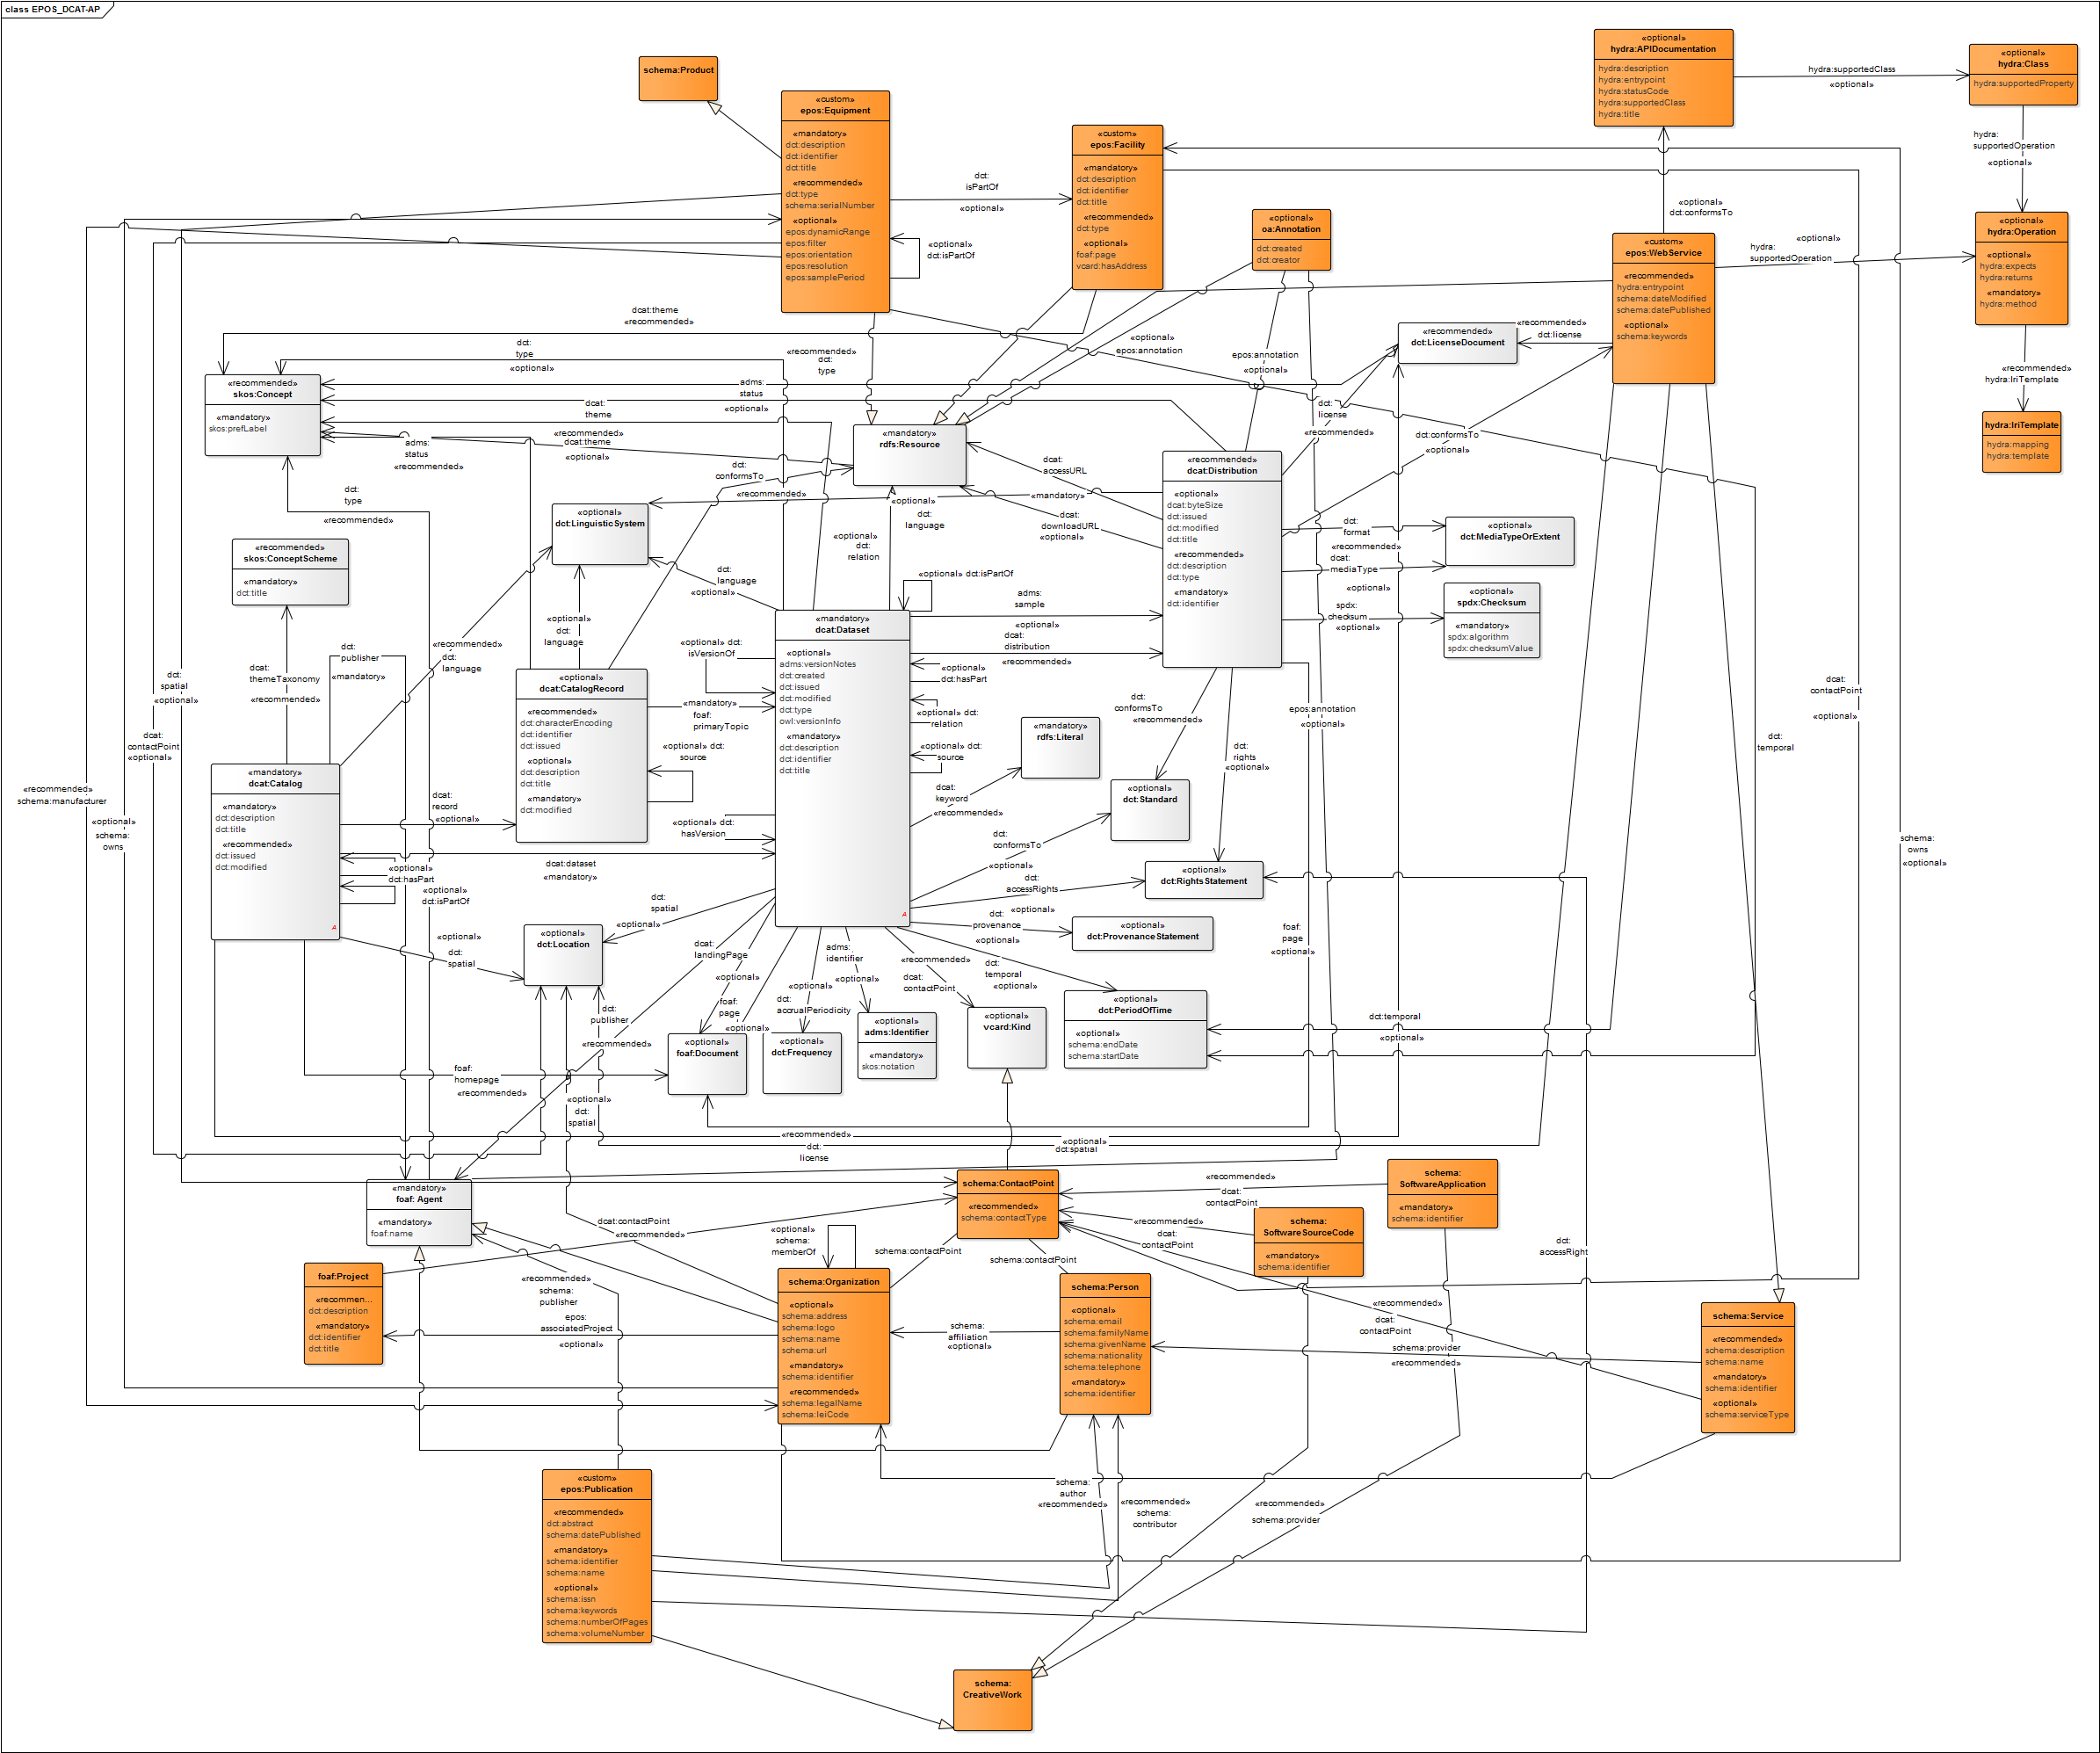 class EPOS_DCAT-AP
schema:Product
«custom»
epos:Equipment
«mandatory»
dct:description
dct:identifier
dct:title
«recommended»
dct:type
schema:serialNumber
«optional»
epos:dynamicRange
epos:filter
epos:orientation
epos:resolution
epos:samplePeriod
«optional»
dct:isPartOf
dct:
isPartOf
«optional»
«custom»
epos:Facility
«mandatory»
dct:description
dct:identifier
dct:title
«recommended»
dct:type
«optional»
foaf:page
vcard:hasAddress
«optional»
oa:Annotation
dct:created
dct:creator
«optional»
hydra:APIDocumentation
hydra:description
hydra:entrypoint
hydra:statusCode
hydra:supportedClass
hydra:title
hydra:supportedClass
«optional»
«optional»
hydra:Class
hydra:supportedProperty
hydra:
supportedOperation
«optional»
«optional»
dct:conformsTo
«custom»
epos:WebService
«recommended»
hydra:entrypoint
schema:dateModified
schema:datePublished
«optional»
schema:keywords
«optional»
hydra:
supportedOperation
«optional»
hydra:Operation
«optional»
hydra:expects
hydra:returns
«mandatory»
hydra:method
«recommended»
hydra:IriTemplate
hydra:IriTemplate
hydra:mapping
hydra:template
dcat:theme
«recommended»
dct:
type
«optional»
«recommended»
dct:
type
«optional»
epos:annotation
epos:annotation
«optional»
«recommended»
dct:LicenseDocument
«recommended»
dct:license
«recommended»
skos:Concept
«mandatory»
skos:prefLabel
adms:
status
«optional»
dcat:
theme
«recommended»
dcat:theme
«optional»
adms:
status
«recommended»
«mandatory»
rdfs:Resource
dct:
license
«recommended»
dct:conformsTo
«optional»
dcat:
accessURL
«mandatory»
dcat:
downloadURL
«optional»
«recommended»
dcat:Distribution
«optional»
dcat:byteSize
dct:issued
dct:modified
dct:title
«recommended»
dct:description
dct:type
«mandatory»
dct:identifier
dct:
conformsTo
«recommended»
«optional»
dct:
language
dct:
type
«recommended»
«optional»
dct:LinguisticSystem
«optional»
dct:
relation
dct:
format
«recommended»
dcat:
mediaType
«optional»
«optional»
dct:MediaTypeOrExtent
spdx:
checksum
«optional»
«optional»
spdx:Checksum
«mandatory»
spdx:algorithm
spdx:checksumValue
«recommended»
skos:ConceptScheme
«mandatory»
dct:title
dct:
language
«optional»
«optional» dct:isPartOf
adms:
sample
«optional»
dcat:
distribution
«recommended»
«optional»
dct:
language
«recommended»
dct:
language
dct:
publisher
«mandatory»
dcat:
themeTaxonomy
«recommended»
dct:
spatial
«optional»
«mandatory»
dcat:Dataset
«optional»
adms:versionNotes
dct:created
dct:issued
dct:modified
dct:type
owl:versionInfo
«mandatory»
dct:description
dct:identifier
dct:title
«optional» dct:
isVersionOf
«optional»
dct:hasPart
«optional» dct:
relation
«optional» dct:
source
«optional»
dcat:CatalogRecord
«recommended»
dct:characterEncoding
dct:identifier
dct:issued
«optional»
dct:description
dct:title
«mandatory»
dct:modified
«mandatory»
foaf:
primaryTopic
«optional» dct:
source
«optional» dct:
hasVersion
«mandatory»
rdfs:Literal
dcat:
keyword
«recommended»
dct:
conformsTo
«recommended»
dct:
rights
«optional»
epos:annotation
«optional»
dcat:
contactPoint
«optional»
dct:
temporal
dcat:
contactPoint
«optional»
«recommended»
schema:manufacturer
«optional»
schema:
owns
«mandatory»
dcat:Catalog
«mandatory»
dct:description
dct:title
«recommended»
dct:issued
dct:modified
A
dcat:
record
«optional»
dcat:dataset
«mandatory»
«optional»
dct:hasPart
«optional»
dct:isPartOf
«optional»
dct:Standard
dct:
conformsTo
«optional»
«optional»
dct:RightsStatement
dct:
accessRights
«optional»
dct:
provenance
«optional»
«optional»
dct:ProvenanceStatement
A
schema:
owns
«optional»
dct:
spatial
«optional»
«optional»
dct:Location
«optional»
dct:
spatial
dcat:
landingPage
«optional»
foaf:
page
«optional»
adms:
identifier
«optional»
«optional»
dct:
accrualPeriodicity
«recommended»
dcat:
contactPoint
dct:
temporal
«optional»
foaf:
page
«optional»
«optional»
dct:PeriodOfTime
«optional»
schema:endDate
schema:startDate
dct:temporal
«optional»
dct:
publisher
«recommended»
«optional»
foaf:Document
«optional»
dct:Frequency
«optional»
adms:Identifier
«mandatory»
skos:notation
«optional»
vcard:Kind
foaf:
homepage
«recommended»
«optional»
dct:
spatial
«recommended»
dct:
license
«optional»
dct:spatial
«mandatory»
foaf: Agent
«mandatory»
foaf:name
schema:ContactPoint
«recommended»
schema:contactType
«recommended»
dcat:
contactPoint
schema:
SoftwareApplication
«mandatory»
schema:identifier
schema:
SoftwareSourceCode
«mandatory»
schema:identifier
«recommended»
dcat:
contactPoint
dcat:contactPoint
«recommended»
«optional»
schema:
memberOf
schema:contactPoint
schema:contactPoint
dct:
accessRight
foaf:Project
«recommen...
dct:description
«mandatory»
dct:identifier
dct:title
«recommended»
schema:
publisher
epos:
associatedProject
«optional»
schema:Organization
«optional»
schema:address
schema:logo
schema:name
schema:url
«mandatory»
schema:identifier
«recommended»
schema:legalName
schema:leiCode
schema:
affiliation
«optional»
schema:Person
«optional»
schema:email
schema:familyName
schema:givenName
schema:nationality
schema:telephone
«mandatory»
schema:identifier
«recommended»
dcat:
contactPoint
schema:provider
«recommended»
schema:Service
«recommended»
schema:description
schema:name
«mandatory»
schema:identifier
«optional»
schema:serviceType
«custom»
epos:Publication
«recommended»
dct:abstract
schema:datePublished
«mandatory»
schema:identifier
schema:name
«optional»
schema:issn
schema:keywords
schema:numberOfPages
schema:volumeNumber
schema:
author
«recommended»
«recommended»
schema:
contributor
«recommended»
schema:provider
schema:
CreativeWork